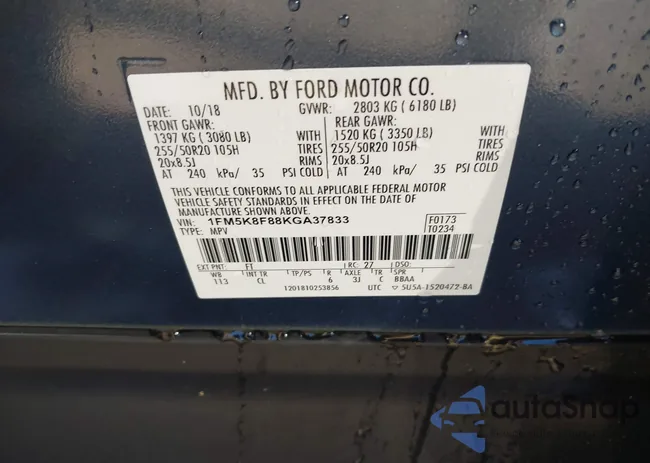 MFD. BY FORD MOTOR CO.
DATE: 10/18 GVWR: 2803 KG ( 6180 LB)
FRONT GAWR: REAR GAWR:
1397 KG ( 3080 LB) WITH 1520 KG ( 3350 LB) WITH
255/50R20 105H TIRES 255/50R20 105H TIRES
20x8.5J RIMS 20x8.5J RIMS
AT 240 kPa/ 35 PSI COLD AT 240 kPa/ 35 PSI COLD
THIS VEHICLE CONFORMS TO ALL APPLICABLE FEDERAL MOTOR
VEHICLE SAFETY STANDARDS IN EFFECT ON THE DATE OF
MANUFACTURE SHOWN ABOVE.
VIN: 1FM5K8F88KGA37833 F0173
TYPE: MPV T0234
EXT PNT: FT RC: 27 DSO:
WB INT TR TP/PS R AXLE TR SPR
113 CL 6 3J C BBAA
1201810253856 UTC 5U5A-1520472-BA
autoSnap